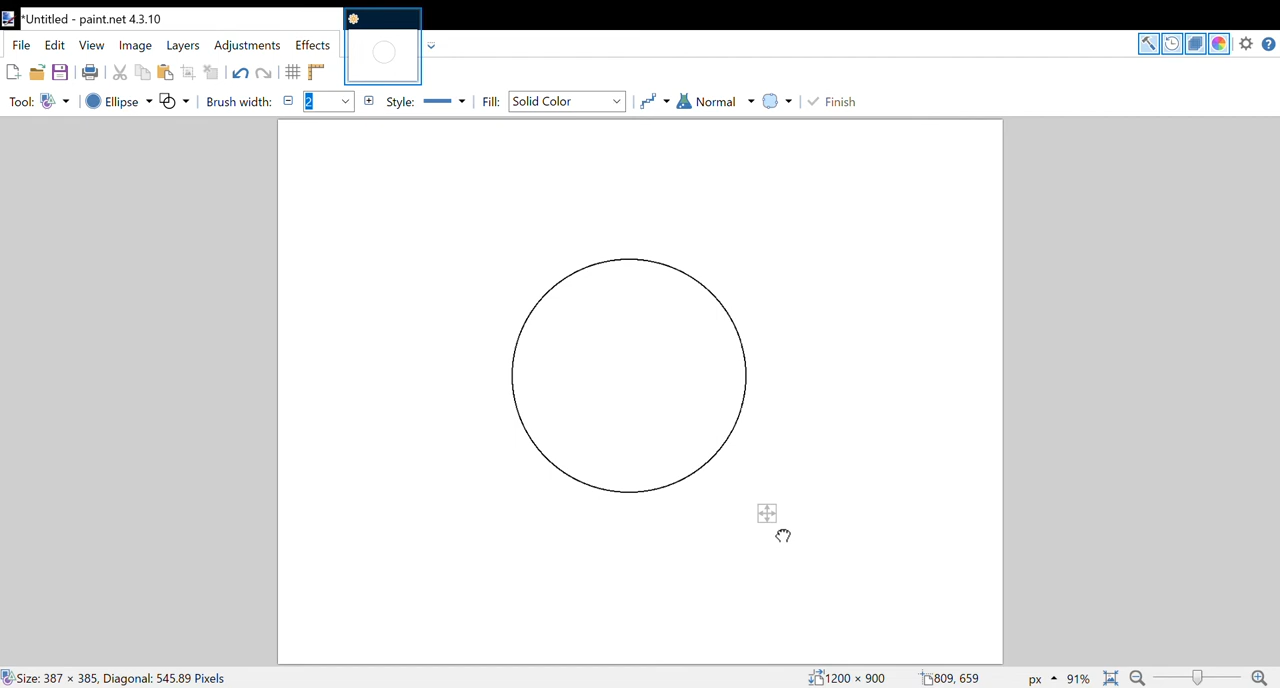 *Untitled - paint.net 4.3.10
File Edit View Image Layers Adjustments Effects
Tool: Ellipse Brush width: 2 Style: Fill: Solid Color Normal Finish
Size: 387 × 385, Diagonal: 545.89 Pixels 1200 × 900 809, 659 px 91%